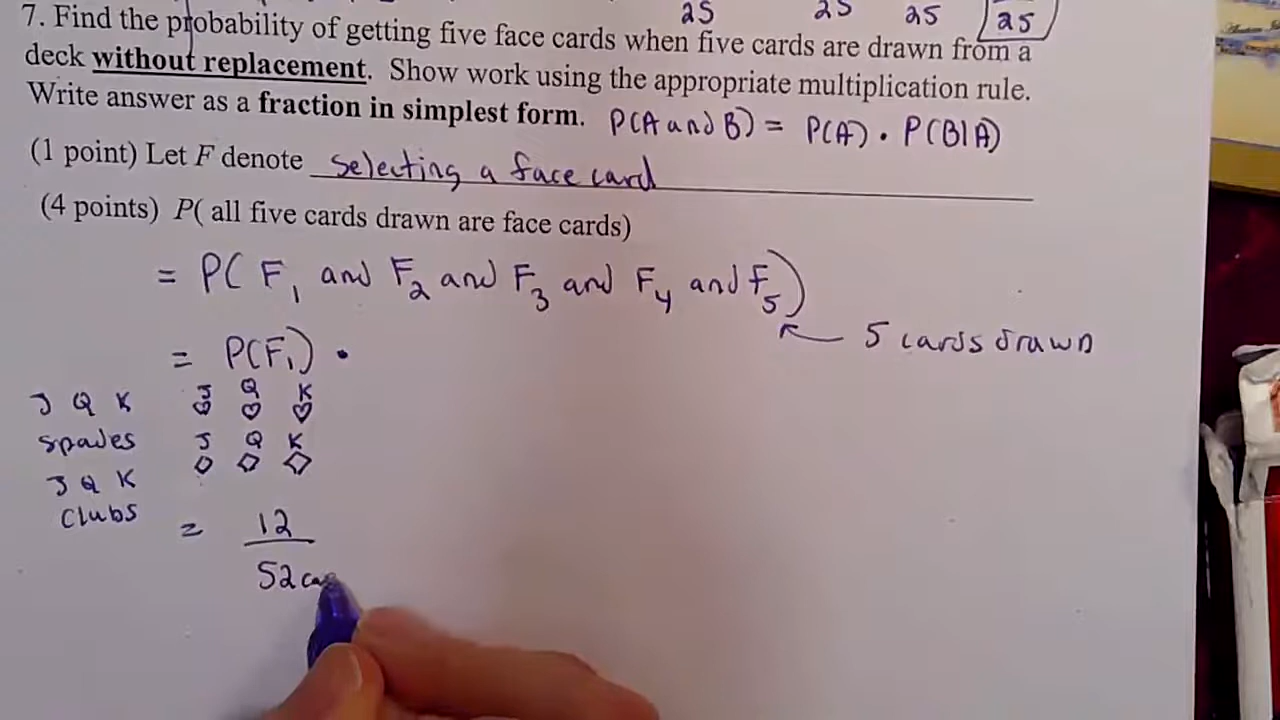 25 25 25 25
7. Find the probability of getting five face cards when five cards are drawn from a
deck without replacement. Show work using the appropriate multiplication rule.
Write answer as a fraction in simplest form. P(A and B) = P(A) · P(B|A)
(1 point) Let F denote selecting a face card
(4 points) P( all five cards drawn are face cards)
= P( F1 and F2 and F3 and F4 and F5)
5 cards drawn
= P(F1) ·
J Q K
J Q K
♡ ♡ ♡
spades
J Q K
◇ ◇ ◇
J Q K
Clubs
= 12
52